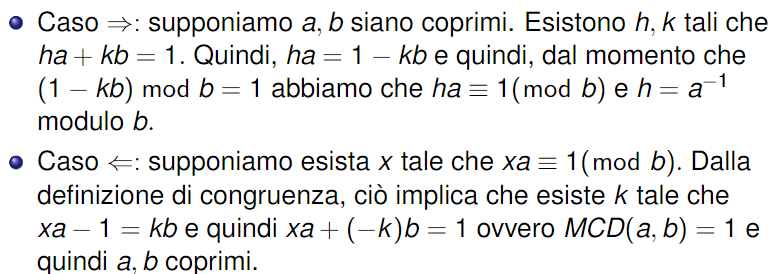 • Caso ⇒: supponiamo a, b siano coprimi. Esistono h, k tali che
ha + kb = 1. Quindi, ha = 1 − kb e quindi, dal momento che
(1 − kb) mod b = 1 abbiamo che ha ≡ 1(mod b) e h = a⁻¹
modulo b.
• Caso ⇐: supponiamo esista x tale che xa ≡ 1(mod b). Dalla
definizione di congruenza, ciò implica che esiste k tale che
xa − 1 = kb e quindi xa + (−k)b = 1 ovvero MCD(a, b) = 1 e
quindi a, b coprimi.